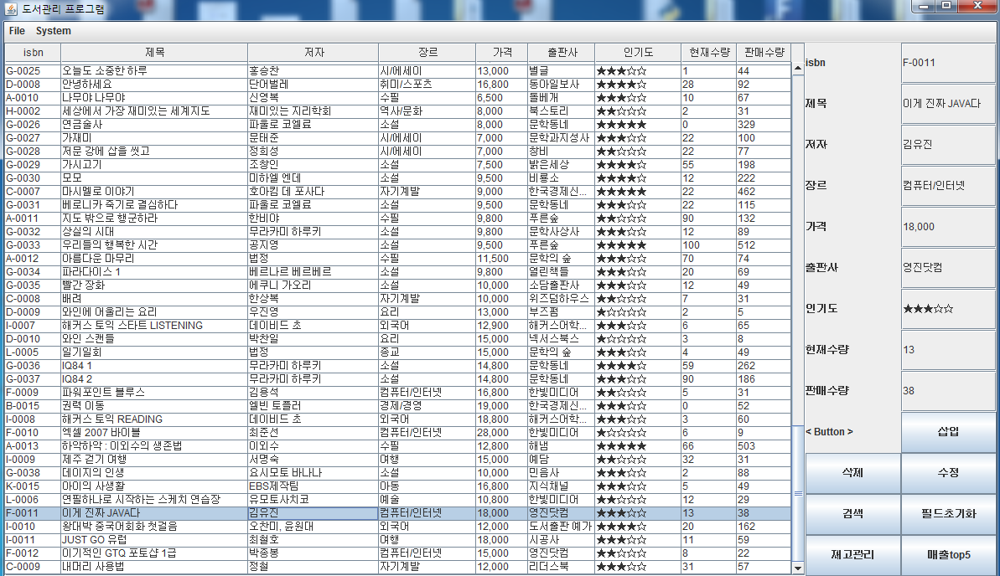 도서관리 프로그램
File System
isbn 제목 저자 장르 가격 출판사 인기도 현재수량 판매수량
G-0025 오늘도 소중한 하루 홍승찬 시/에세이 13,000 별글 ★★★☆☆ 1 44
D-0008 안녕하세요 단어벌레 취미/스포츠 16,800 동아일보사 ★★★★☆ 28 92
A-0010 나무야 나무야 신영복 수필 6,500 돌베개 ★★★☆☆ 10 67
H-0002 세상에서 가장 재미있는 세계지도 재미있는 지리학회 역사/문화 8,000 북스토리 ★★☆☆☆ 2 31
G-0026 연금술사 파울로 코엘료 소설 8,000 문학동네 ★★★★★ 0 329
G-0027 가재미 문태준 시/에세이 7,000 문학과지성사 ★★★☆☆ 22 100
G-0028 저문 강에 삽을 씻고 정희성 시/에세이 7,000 창비 ★★☆☆☆ 22 77
G-0029 가시고기 조창인 소설 7,500 밝은세상 ★★★☆☆ 55 198
G-0030 모모 미하엘 엔데 소설 9,500 비룡소 ★★★★☆ 12 222
C-0007 마시멜로 이야기 호아킴 데 포사다 자기계발 9,000 한국경제신... ★★★★★ 22 462
G-0031 베로니카 죽기로 결심하다 파울로 코엘료 소설 9,500 문학동네 ★★★☆☆ 22 115
A-0011 지도 밖으로 행군하라 한비야 수필 9,800 푸른숲 ★★★☆☆ 90 132
G-0032 상실의 시대 무라카미 하루키 소설 9,800 문학사상사 ★★★☆☆ 12 89
G-0033 우리들의 행복한 시간 공지영 소설 9,500 푸른숲 ★★★★★ 100 512
A-0012 아름다운 마무리 법정 수필 11,500 문학의 숲 ★★★☆☆ 70 74
G-0034 파라다이스 1 베르나르 베르베르 소설 9,800 열린책들 ★★★☆☆ 20 69
G-0035 빨간 장화 에쿠니 가오리 소설 10,000 소담출판사 ★★★☆☆ 12 49
C-0008 배려 한상복 자기계발 10,000 위즈덤하우스 ★★☆☆☆ 7 31
D-0009 와인에 어울리는 요리 우진영 요리 13,000 부즈펌 ★☆☆☆☆ 2 5
I-0007 해커스 토익 스타트 LISTENING 데이비드 초 외국어 12,900 해커스어학... ★★★☆☆ 6 65
D-0010 와인 스캔들 박찬일 요리 15,000 넥서스북스 ★☆☆☆☆ 3 8
L-0005 일기일회 법정 종교 15,000 문학의 숲 ★★★☆☆ 4 49
G-0036 IQ84 1 무라카미 하루키 소설 14,800 문학동네 ★★★★☆ 59 262
G-0037 IQ84 2 무라카미 하루키 소설 14,800 문학동네 ★★★☆☆ 90 186
F-0009 파워포인트 블루스 김용석 컴퓨터/인터넷 16,800 한빛미디어 ★★☆☆☆ 5 31
B-0015 권력 이동 엘빈 토플러 경제/경영 19,000 한국경제신... ★★★☆☆ 0 52
I-0008 해커스 토익 READING 데이비드 초 외국어 18,800 해커스어학... ★★★☆☆ 3 60
F-0010 엑셀 2007 바이블 최준선 컴퓨터/인터넷 28,000 한빛미디어 ★☆☆☆☆ 6 9
A-0013 하악하악 : 이외수의 생존법 이외수 수필 12,800 해냄 ★★★★★ 66 503
I-0009 제주 걷기 여행 서명숙 여행 15,000 예담 ★★☆☆☆ 32 31
G-0038 데이지의 인생 요시모토 바나나 소설 10,000 민음사 ★★★☆☆ 2 88
K-0015 아이의 사생활 EBS제작팀 아동 16,800 지식채널 ★★☆☆☆ 5 49
L-0006 연필하나로 시작하는 스케치 연습장 유모토사치코 예술 10,800 한빛미디어 ★★☆☆☆ 12 29
F-0011 이게 진짜 JAVA다 김유진 컴퓨터/인터넷 18,000 영진닷컴 ★★★☆☆ 13 38
I-0010 왕대박 중국어회화 첫걸음 오찬미, 윤원대 외국어 12,000 도서출판 예가 ★★★★☆ 20 162
I-0011 JUST GO 유럽 최철호 여행 18,000 시공사 ★★★☆☆ 11 59
F-0012 이기적인 GTQ 포토샵 1급 박종봉 컴퓨터/인터넷 15,000 영진닷컴 ★★☆☆☆ 8 22
C-0009 내머리 사용법 정철 자기계발 12,000 리더스북 ★★★☆☆ 31 57
isbn F-0011
제목 이게 진짜 JAVA다
저자 김유진
장르 컴퓨터/인터넷
가격 18,000
출판사 영진닷컴
인기도 ★★★☆☆
현재수량 13
판매수량 38
< Button > 삽입
삭제 수정
검색 필드초기화
재고관리 매출top5